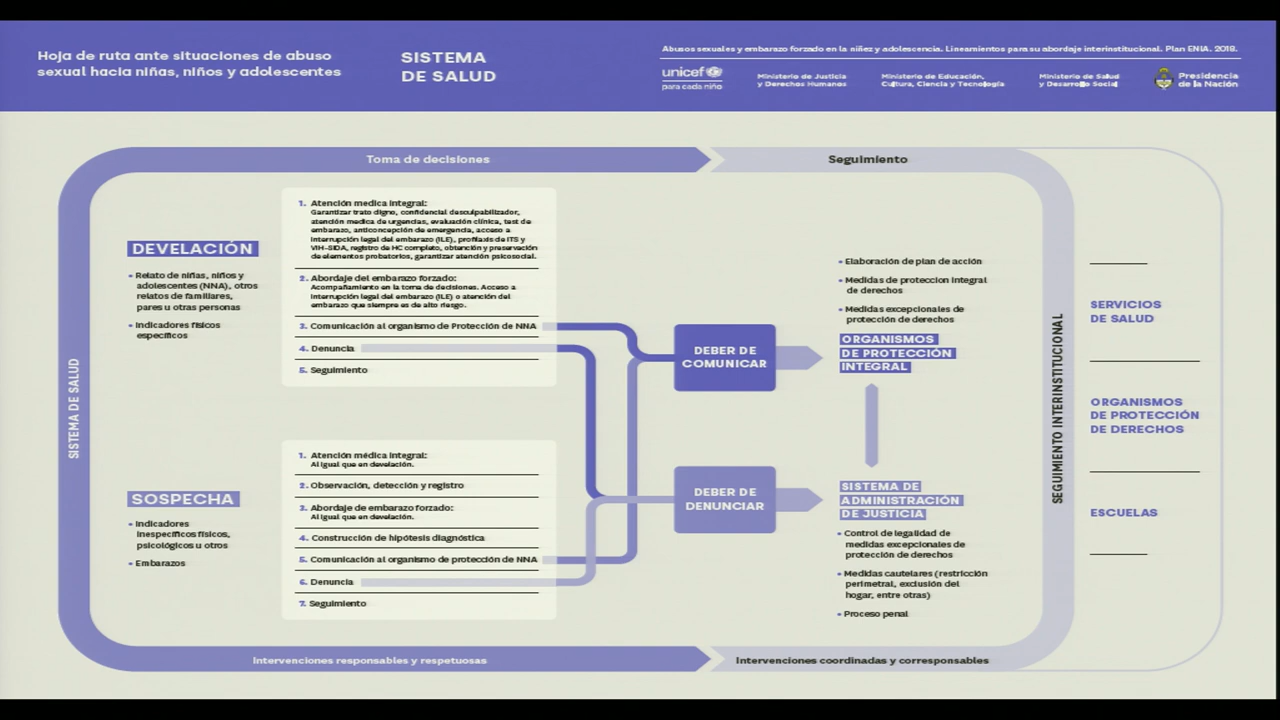 Hoja de ruta ante situaciones de abuso
sexual hacia niñas, niños y adolescentes
SISTEMA
DE SALUD
Abusos sexuales y embarazo forzado en la niñez y adolescencia. Lineamientos para su abordaje interinstitucional. Plan ENIA. 2018.
unicef
para cada niño
Ministerio de Justicia
y Derechos Humanos
Ministerio de Educación,
Cultura, Ciencia y Tecnología
Ministerio de Salud
y Desarrollo Social
Presidencia
de la Nación
Toma de decisiones
Seguimiento
SISTEMA DE SALUD
DEVELACIÓN
• Relato de niñas, niños y
adolescentes (NNA), otros
relatos de familiares,
pares u otras personas
• Indicadores físicos
específicos
1. Atención medica integral:
Garantizar trato digno, confidencial desculpabilizador,
atención medica de urgencias, evaluación clínica, test de
embarazo, anticoncepción de emergencia, acceso a
interrupción legal del embarazo (ILE), profilaxis de ITS y
VIH-SIDA, registro de HC completo, obtención y preservación
de elementos probatorios, garantizar atención psicosocial.
2. Abordaje del embarazo forzado:
Acompañamiento en la toma de decisiones. Acceso a
interrupción legal del embarazo (ILE) o atención del
embarazo que siempre es de alto riesgo.
3. Comunicación al organismo de Protección de NNA
4. Denuncia
5. Seguimiento
SOSPECHA
• Indicadores
inespecíficos físicos,
psicológicos u otros
• Embarazos
1. Atención médica integral:
Al igual que en develación.
2. Observación, detección y registro
3. Abordaje de embarazo forzado:
Al igual que en develación.
4. Construcción de hipótesis diagnóstica
5. Comunicación al organismo de protección de NNA
6. Denuncia
7. Seguimiento
DEBER DE
COMUNICAR
DEBER DE
DENUNCIAR
• Elaboración de plan de acción
• Medidas de proteccion integral
de derechos
• Medidas excepcionales de
protección de derechos
ORGANISMOS
DE PROTECCIÓN
INTEGRAL
SISTEMA DE
ADMINISTRACIÓN
DE JUSTICIA
• Control de legalidad de
medidas excepcionales de
protección de derechos
• Medidas cautelares (restricción
perimetral, exclusión del
hogar, entre otras)
• Proceso penal
SEGUIMIENTO INTERINSTITUCIONAL
SERVICIOS
DE SALUD
ORGANISMOS
DE PROTECCIÓN
DE DERECHOS
ESCUELAS
Intervenciones responsables y respetuosas
Intervenciones coordinadas y corresponsables